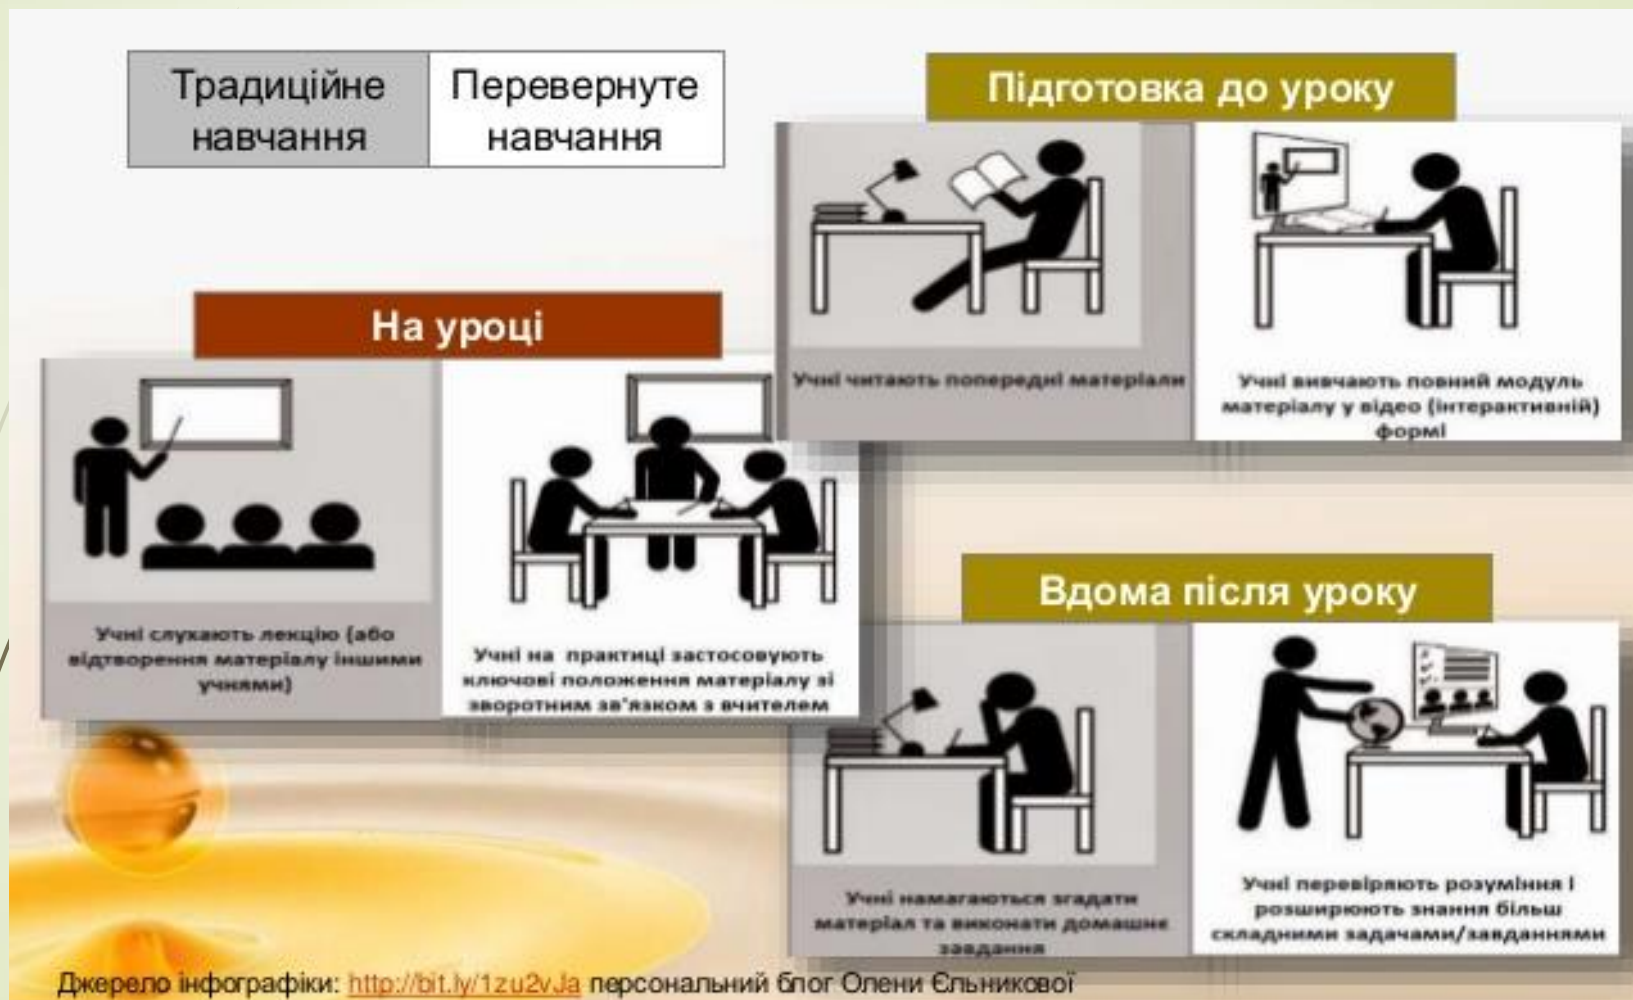 Традиційне
навчання
Перевернуте
навчання
Підготовка до уроку
Учні читають попередні матеріали
Учні вивчають повний модуль
матеріалу у відео (інтерактивній)
формі
На уроці
Учні слухають лекцію (або
відтворення матеріалу іншими
учнями)
Учні на практиці застосовують
ключові положення матеріалу зі
зворотним зв'язком з вчителем
Вдома після уроку
Учні намагаються згадати
матеріал та виконати домашнє
завдання
Учні перевіряють розуміння і
розширюють знання більш
складними задачами/завданнями
Джерело інфографіки: http://bit.ly/1zu2vJa персональний блог Олени Єльникової